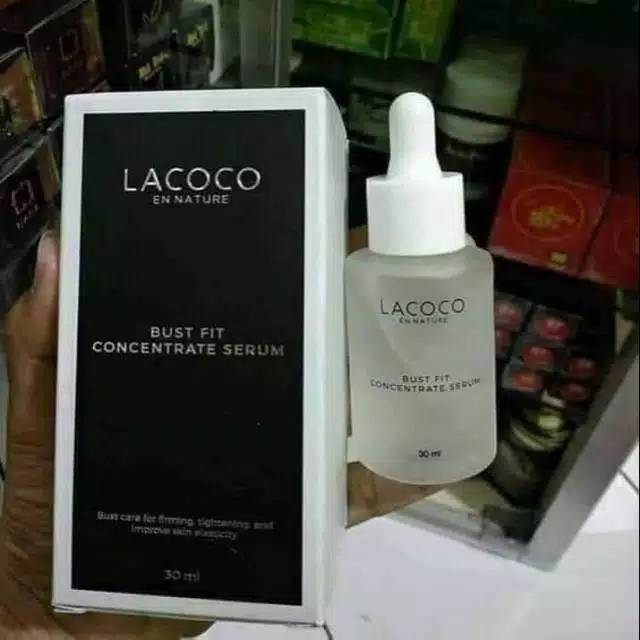 LACOCO
EN NATURE
BUST FIT
CONCENTRATE SERUM
Bust care for firming, tightening, and
improve skin elasticity
30 ml
LACOCO
EN NATURE
BUST FIT
CONCENTRATE SERUM
30 ml